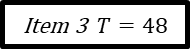 Item 3 T = 48